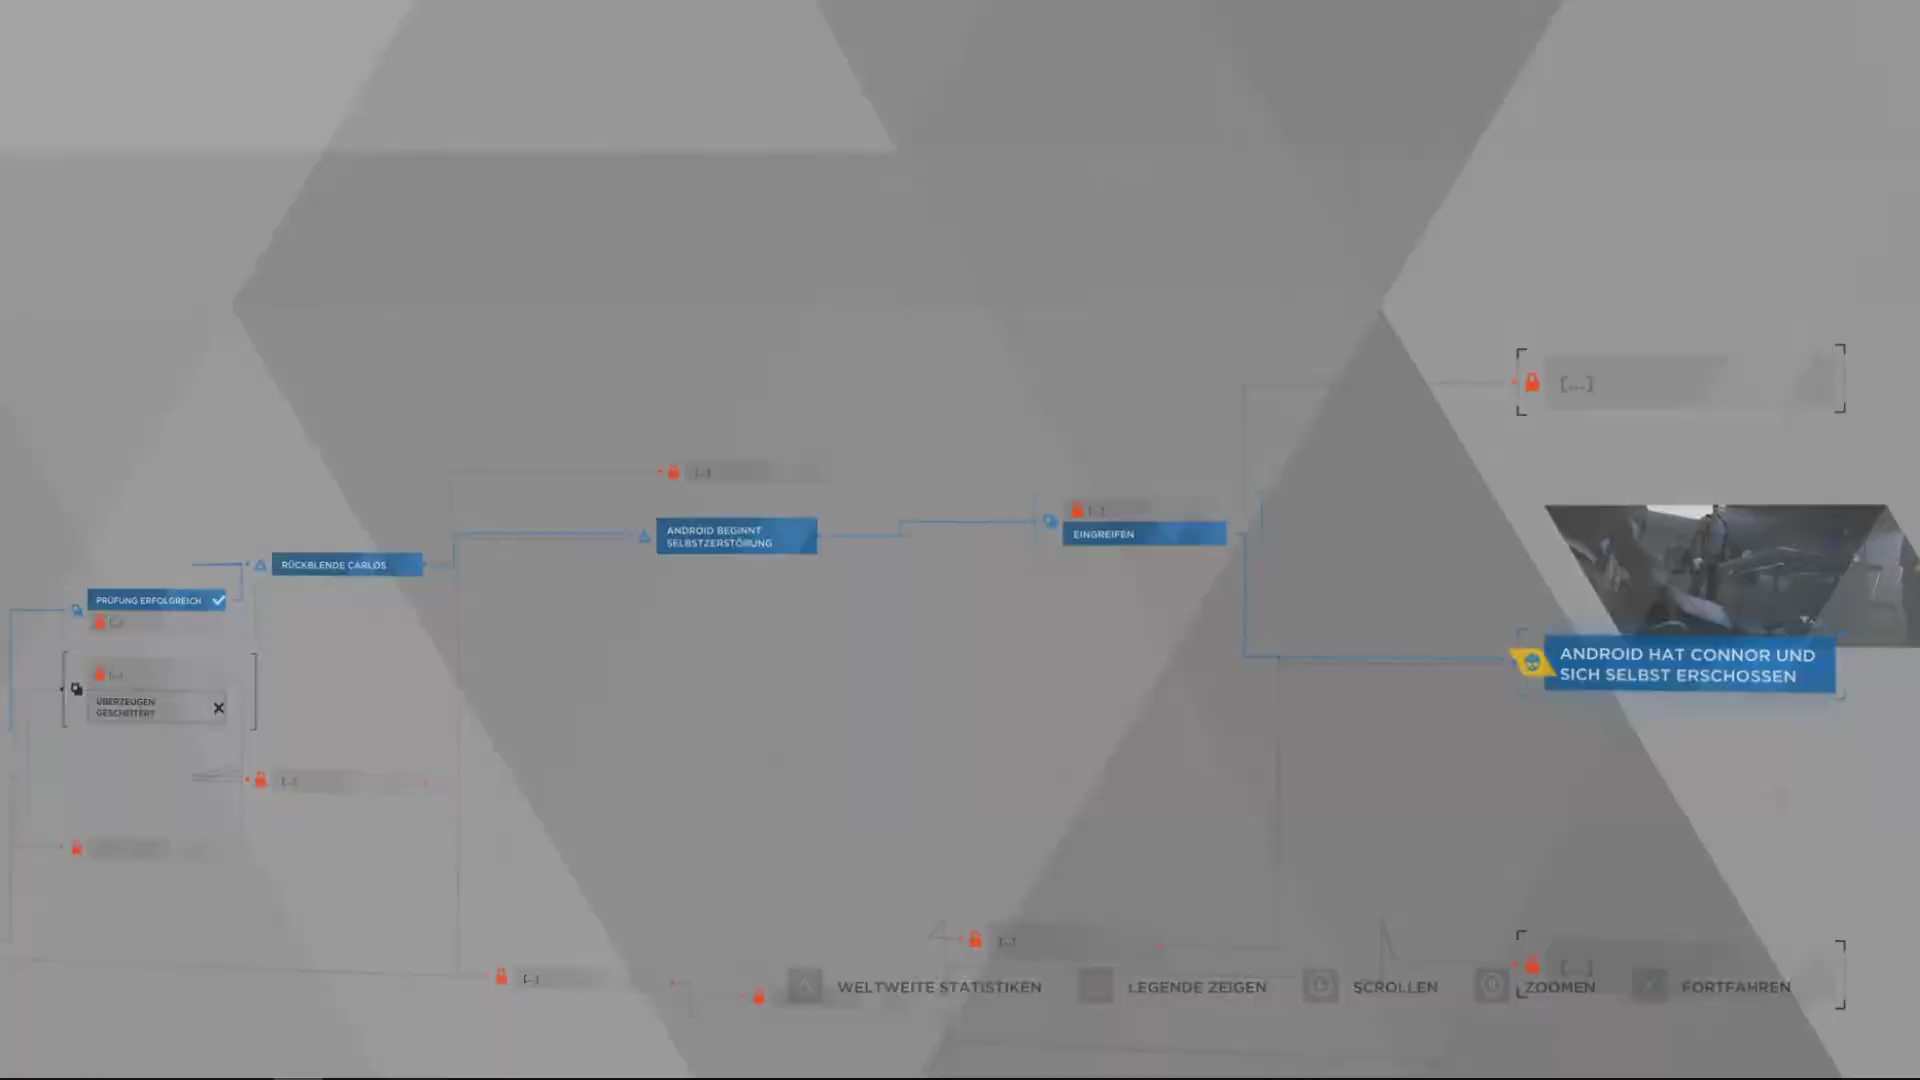 [...]
[...]
ANDROID BEGINNT
SELBSTZERSTÖRUNG
[...]
EINGREIFEN
RÜCKBLENDE CARLOS
PRÜFUNG ERFOLGREICH
[...]
[...]
ÜBERZEUGEN
GESCHEITERT
ANDROID HAT CONNOR UND
SICH SELBST ERSCHOSSEN
[...]
[...]
[...]
[...]
WELTWEITE STATISTIKEN
LEGENDE ZEIGEN
SCROLLEN
ZOOMEN
FORTFAHREN